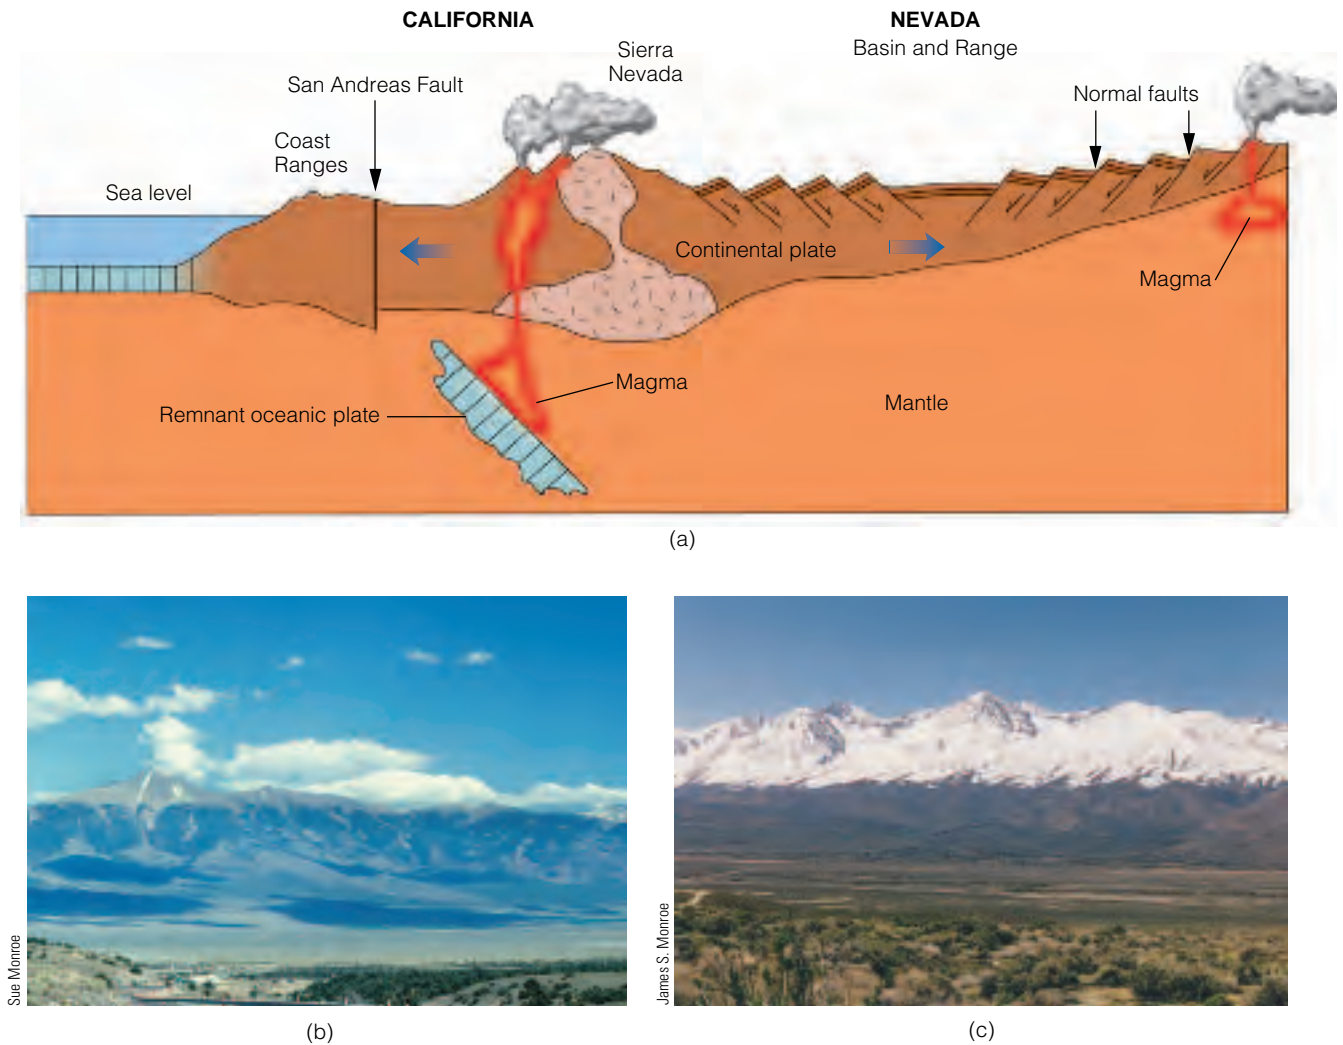 CALIFORNIA
NEVADA
Basin and Range
Sierra
Nevada
San Andreas Fault
Normal faults
Coast
Ranges
Sea level
Continental plate
Magma
Magma
Remnant oceanic plate
Mantle
(a)
Sue Monroe
(b)
James S. Monroe
(c)